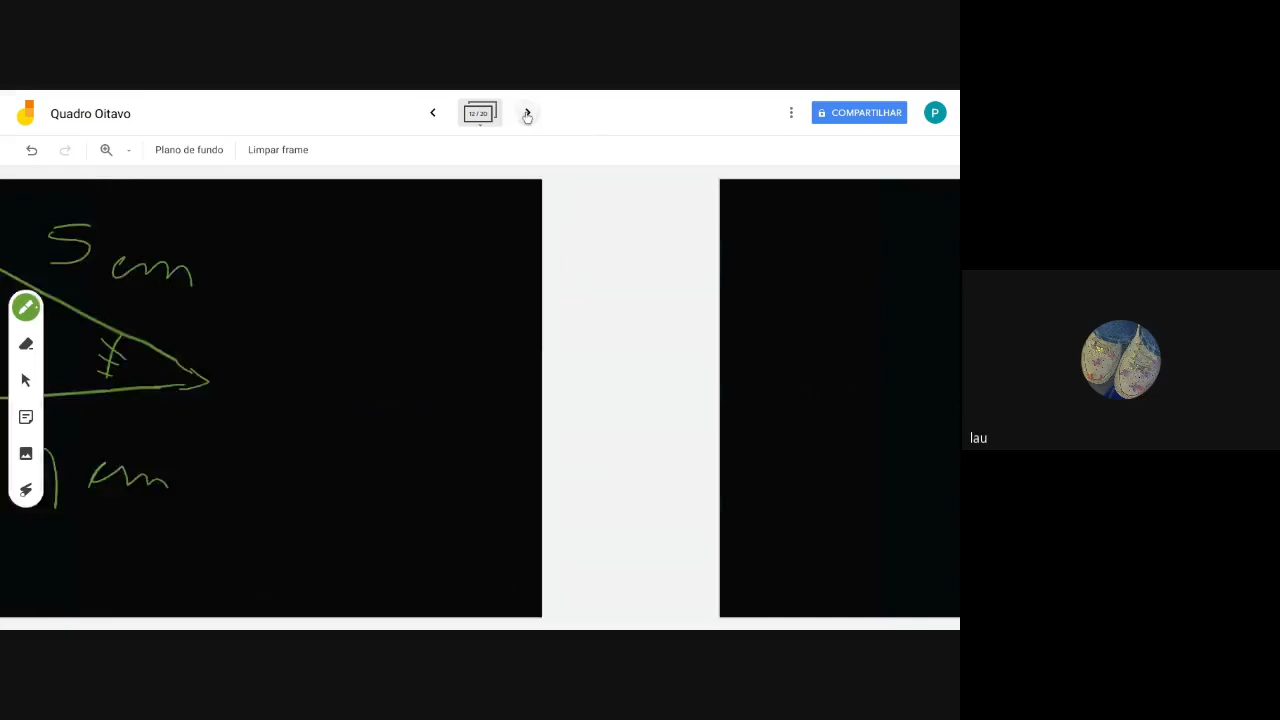 Quadro Oitavo
12 / 20
COMPARTILHAR
P
Plano de fundo
Limpar frame
5 cm
cm
lau